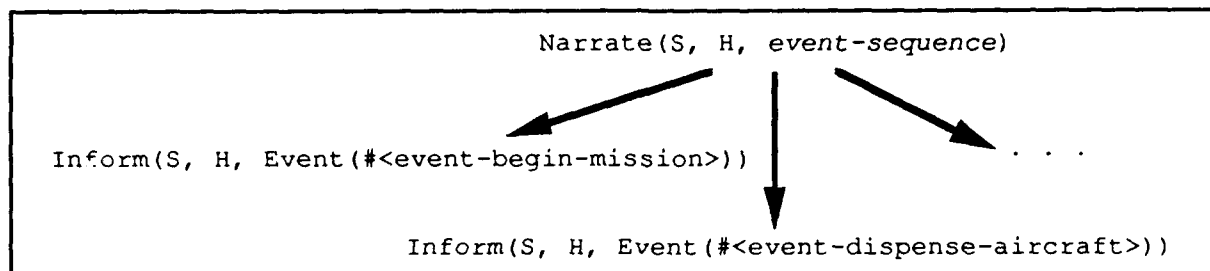 Narrate(S, H, event-sequence)
Inform(S, H, Event(#<event-begin-mission>))
. . .
Inform(S, H, Event(#<event-dispense-aircraft>))